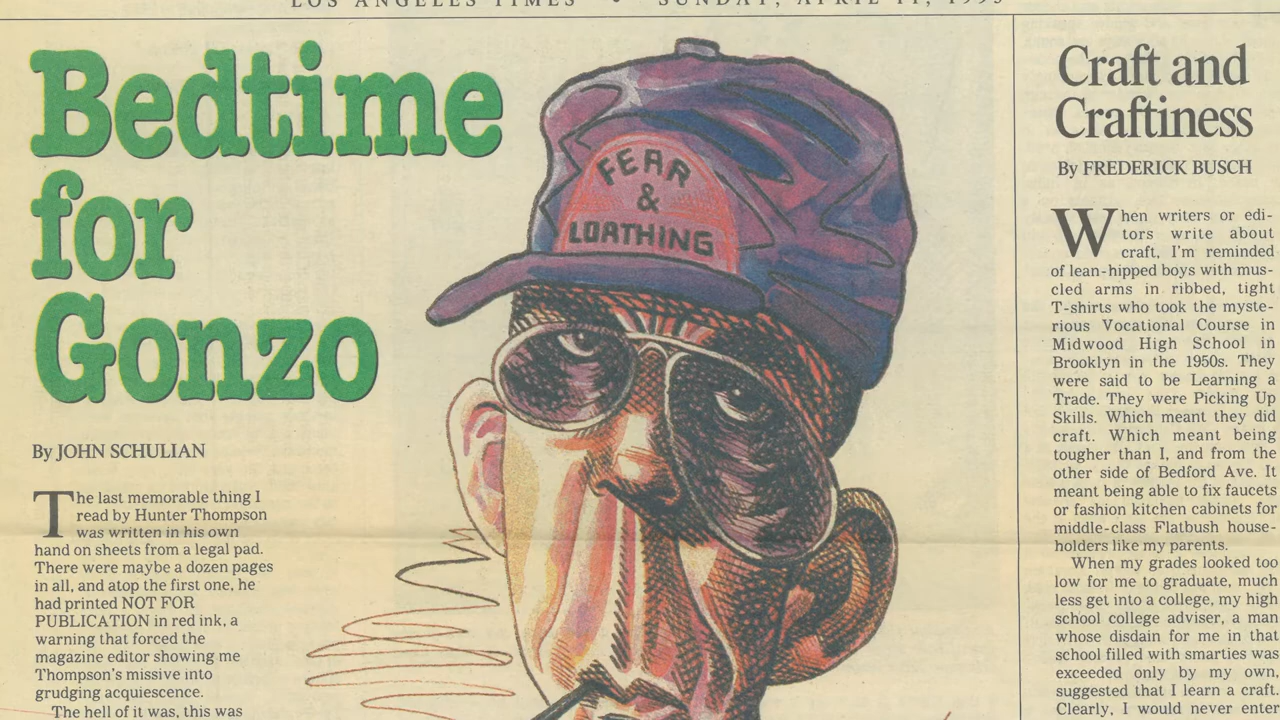 LOS ANGELES TIMES • SUNDAY, APRIL 11, 1993
Bedtime
for
Gonzo
By JOHN SCHULIAN
The last memorable thing I
read by Hunter Thompson
was written in his own
hand on sheets from a legal pad.
There were maybe a dozen pages
in all, and atop the first one, he
had printed NOT FOR
PUBLICATION in red ink, a
warning that forced the
magazine editor showing me
Thompson's missive into
grudging acquiescence.
The hell of it was, this was
FEAR
&
LOATHING
Craft and
Craftiness
By FREDERICK BUSCH
When writers or edi-
tors write about
craft, I'm reminded
of lean-hipped boys with mus-
cled arms in ribbed, tight
T-shirts who took the myste-
rious Vocational Course in
Midwood High School in
Brooklyn in the 1950s. They
were said to be Learning a
Trade. They were Picking Up
Skills. Which meant they did
craft. Which meant being
tougher than I, and from the
other side of Bedford Ave. It
meant being able to fix faucets
or fashion kitchen cabinets for
middle-class Flatbush house-
holders like my parents.
When my grades looked too
low for me to graduate, much
less get into a college, my high
school college adviser, a man
whose disdain for me in that
school filled with smarties was
exceeded only by my own,
suggested that I learn a craft.
Clearly, I would never enter